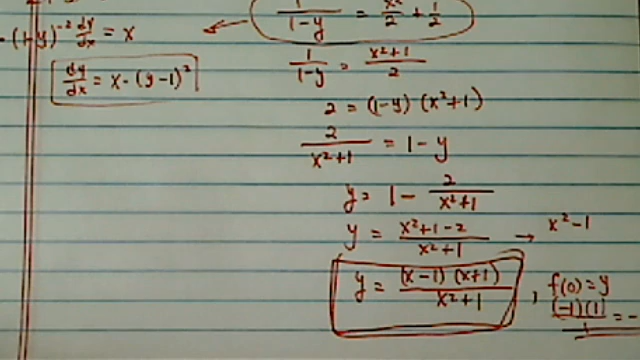 -(1-y)⁻² dy/dx = x
dy/dx = x · (y-1)²
1/(1-y) = x²/2 + 1/2
1/(1-y) = (x²+1)/2
2 = (1-y) (x²+1)
2/(x²+1) = 1-y
y = 1 - 2/(x²+1)
y = (x²+1-2)/(x²+1) → x²-1
y = (x-1) (x+1)/(x²+1) , f(0) = y
(-1)(1)/1 = -